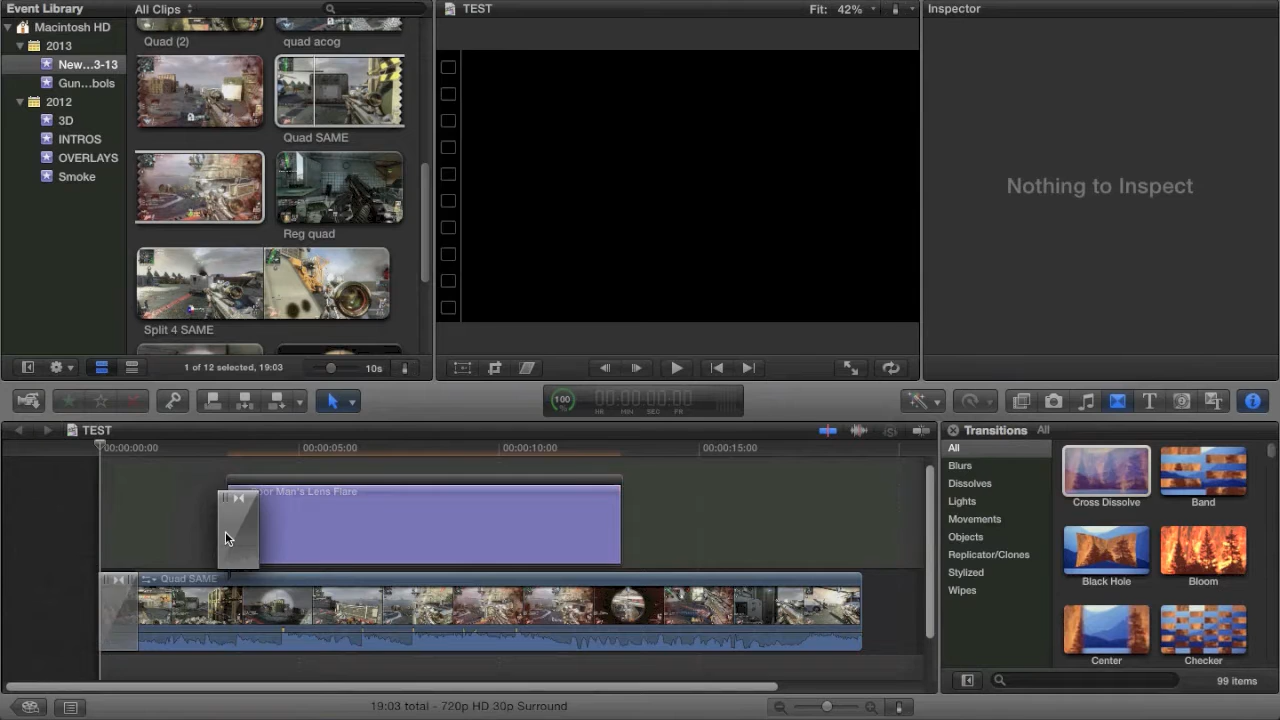 Event Library
All Clips
TEST
Fit: 42%
Inspector
Macintosh HD
2013
New...3-13
Gun...bols
2012
3D
INTROS
OVERLAYS
Smoke
Quad (2)
quad acog
Quad SAME
Reg quad
Split 4 SAME
Nothing to Inspect
1 of 12 selected, 19:03
10s
100
%
00:00:00:00
HR MIN SEC FR
TEST
00:00:00:00
00:00:05:00
00:00:10:00
00:00:15:00
oor Man's Lens Flare
Quad SAME
Transitions All
All
Blurs
Dissolves
Lights
Movements
Objects
Replicator/Clones
Stylized
Wipes
Cross Dissolve
Band
Black Hole
Bloom
Center
Checker
99 items
19:03 total - 720p HD 30p Surround